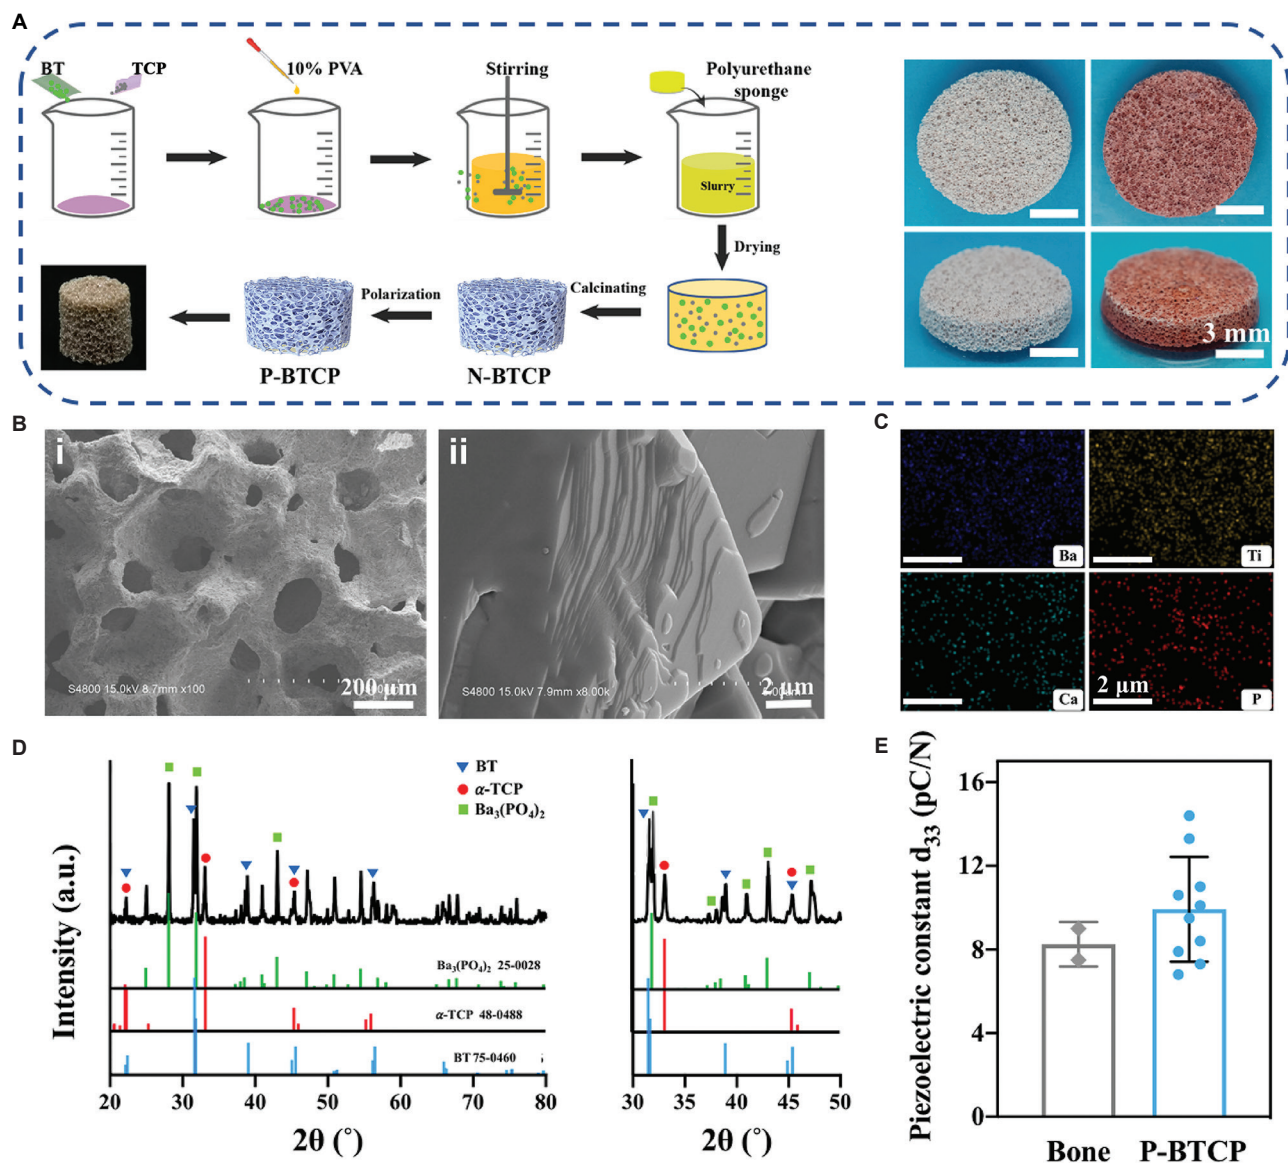 A
BT
TCP
10% PVA
Stirring
Polyurethane
sponge
Slurry
Drying
Calcinating
Polarization
P-BTCP
N-BTCP
3 mm
B
i
S4800 15.0kV 8.7mm x100
200 μm
ii
S4800 15.0kV 7.9mm x8.00k
2 μm
C
Ba
Ti
Ca
2 μm
P
D
Intensity (a.u.)
BT
α-TCP
Ba₃(PO₄)₂
Ba₃(PO₄)₂ 25-0028
α-TCP 48-0488
BT 75-0460
20 30 40 50 60 70 80
2θ (°)
30 35 40 45 50
2θ (°)
E
Piezoelectric constant d₃₃ (pC/N)
16
12
8
4
0
Bone P-BTCP